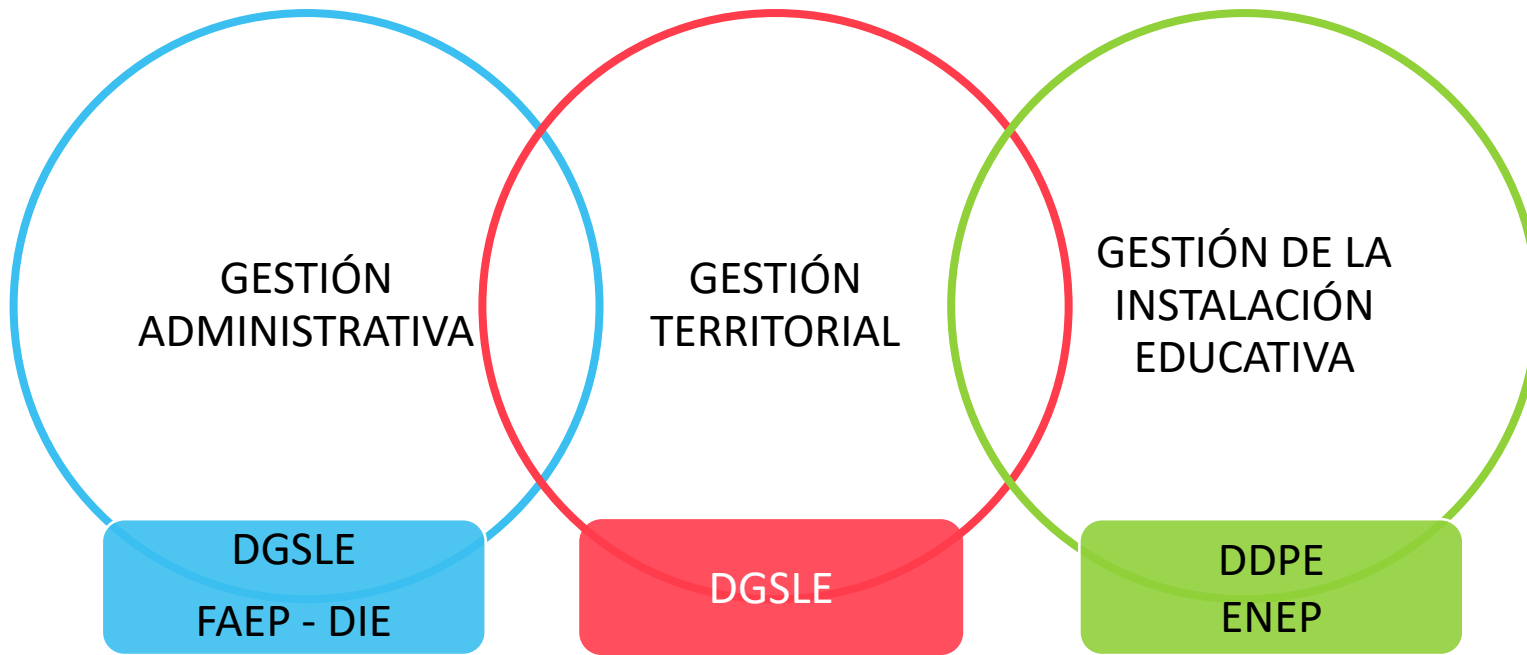 GESTIÓN
ADMINISTRATIVA
DGSLE
FAEP - DIE
GESTIÓN
TERRITORIAL
DGSLE
GESTIÓN DE LA
INSTALACIÓN
EDUCATIVA
DDPE
ENEP